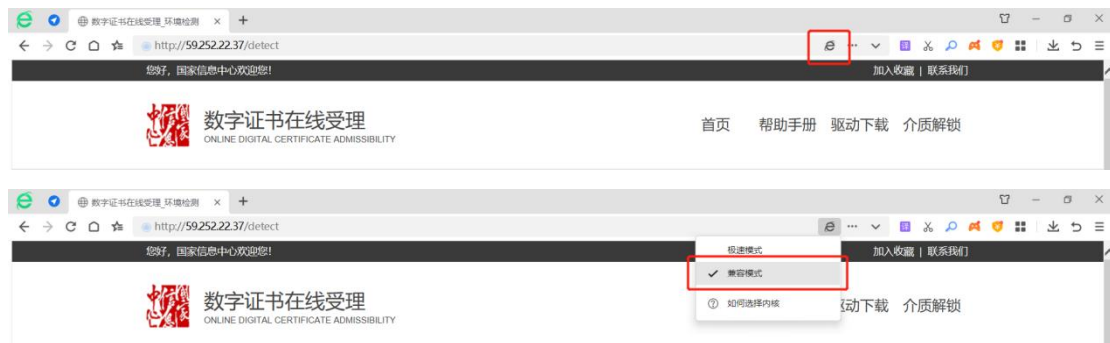 数字证书在线受理_环境检测
http://59.252.22.37/detect
您好，国家信息中心欢迎您!
加入收藏 | 联系我们
数字证书在线受理
ONLINE DIGITAL CERTIFICATE ADMISSIBILITY
首页 帮助手册 驱动下载 介质解锁
数字证书在线受理_环境检测
http://59.252.22.37/detect
您好，国家信息中心欢迎您!
极速模式
加入收藏 | 联系我们
兼容模式
如何选择内核
数字证书在线受理
ONLINE DIGITAL CERTIFICATE ADMISSIBILITY
驱动下载 介质解锁